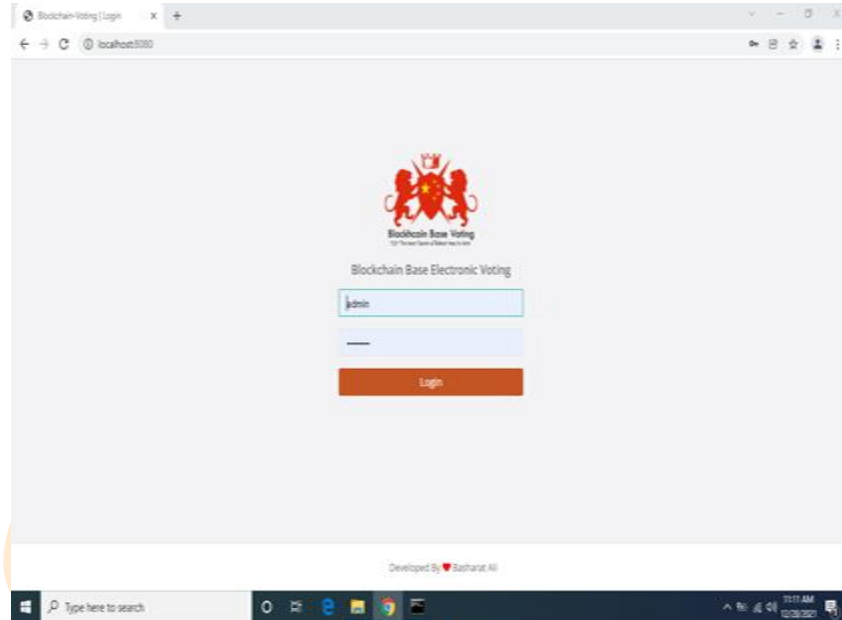 Blockchain-Voting | Login
localhost:8080
Blockhcain Base Voting
Blockchain Base Electronic Voting
admin
Login
Developed By ❤ Basharat Ali
Type here to search
11:11 AM